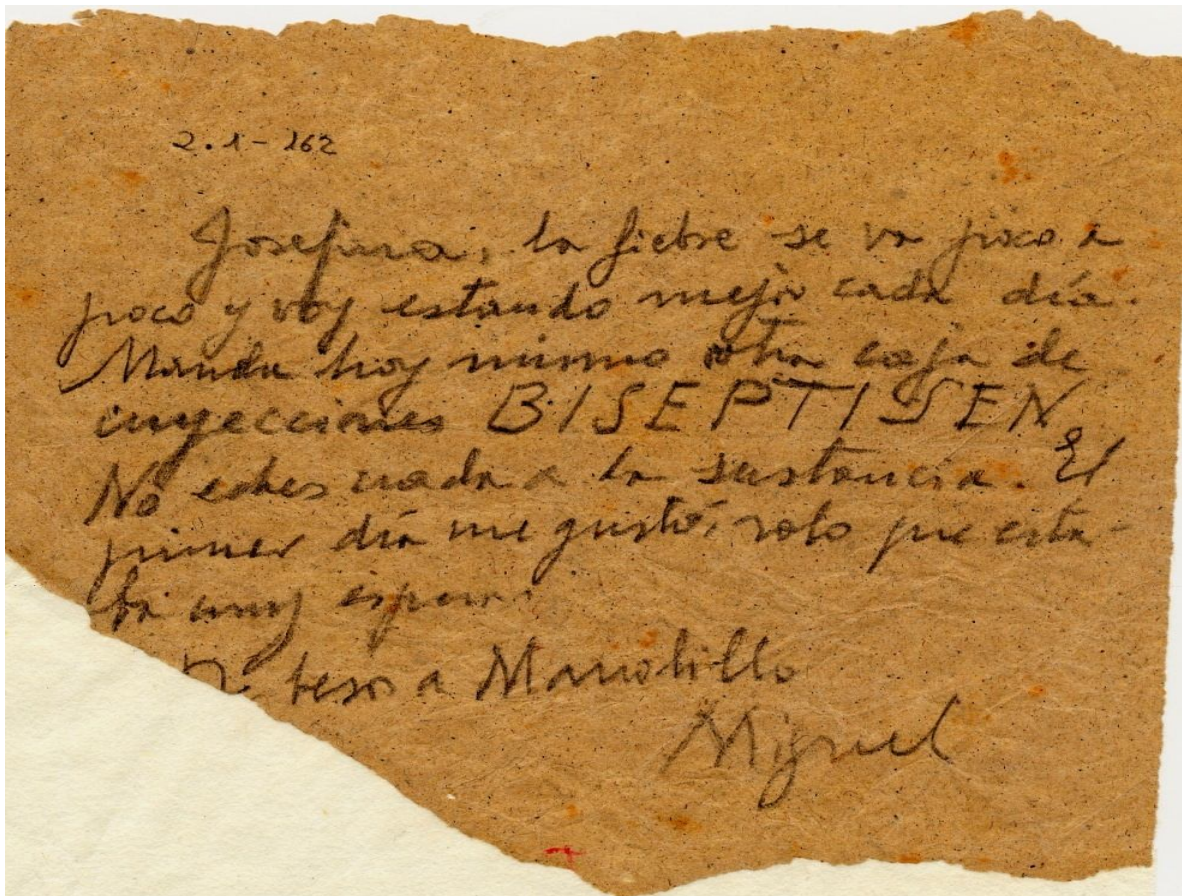 2.1-162
Josefina, la fiebre se va poco a
poco y voy estando mejor cada día.
Manda hoy mismo otra caja de
inyecciones BISEPTISEN
No eches nada a la sustancia. El
primer día me gustó, solo que esta-
ba muy espesa.
beso a Manolillo
Miguel